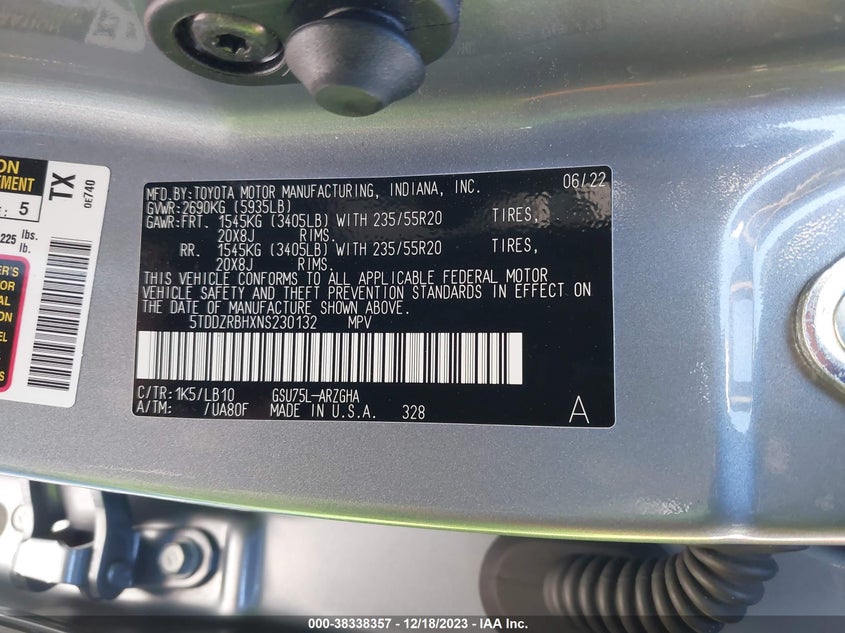 ON
TEMENT
: 5
225 lbs.
lb.
TX
0E740
ER'S
OR
AL
ON
EL
S
MFD.BY:TOYOTA MOTOR MANUFACTURING, INDIANA, INC. 06/22
GVWR:2690KG (5935LB)
GAWR:FRT. 1545KG (3405LB) WITH 235/55R20 TIRES,
20X8J RIMS.
RR. 1545KG (3405LB) WITH 235/55R20 TIRES,
20X8J RIMS.
THIS VEHICLE CONFORMS TO ALL APPLICABLE FEDERAL MOTOR
VEHICLE SAFETY AND THEFT PREVENTION STANDARDS IN EFFECT ON
THE DATE OF MANUFACTURE SHOWN ABOVE.
5TDDZRBHXNS230132 MPV
C/TR:1K5/LB10 GSU75L-ARZGHA
A/TM: /UA80F MADE IN U.S.A. 328 A
000-38338357 - 12/18/2023 - IAA Inc.